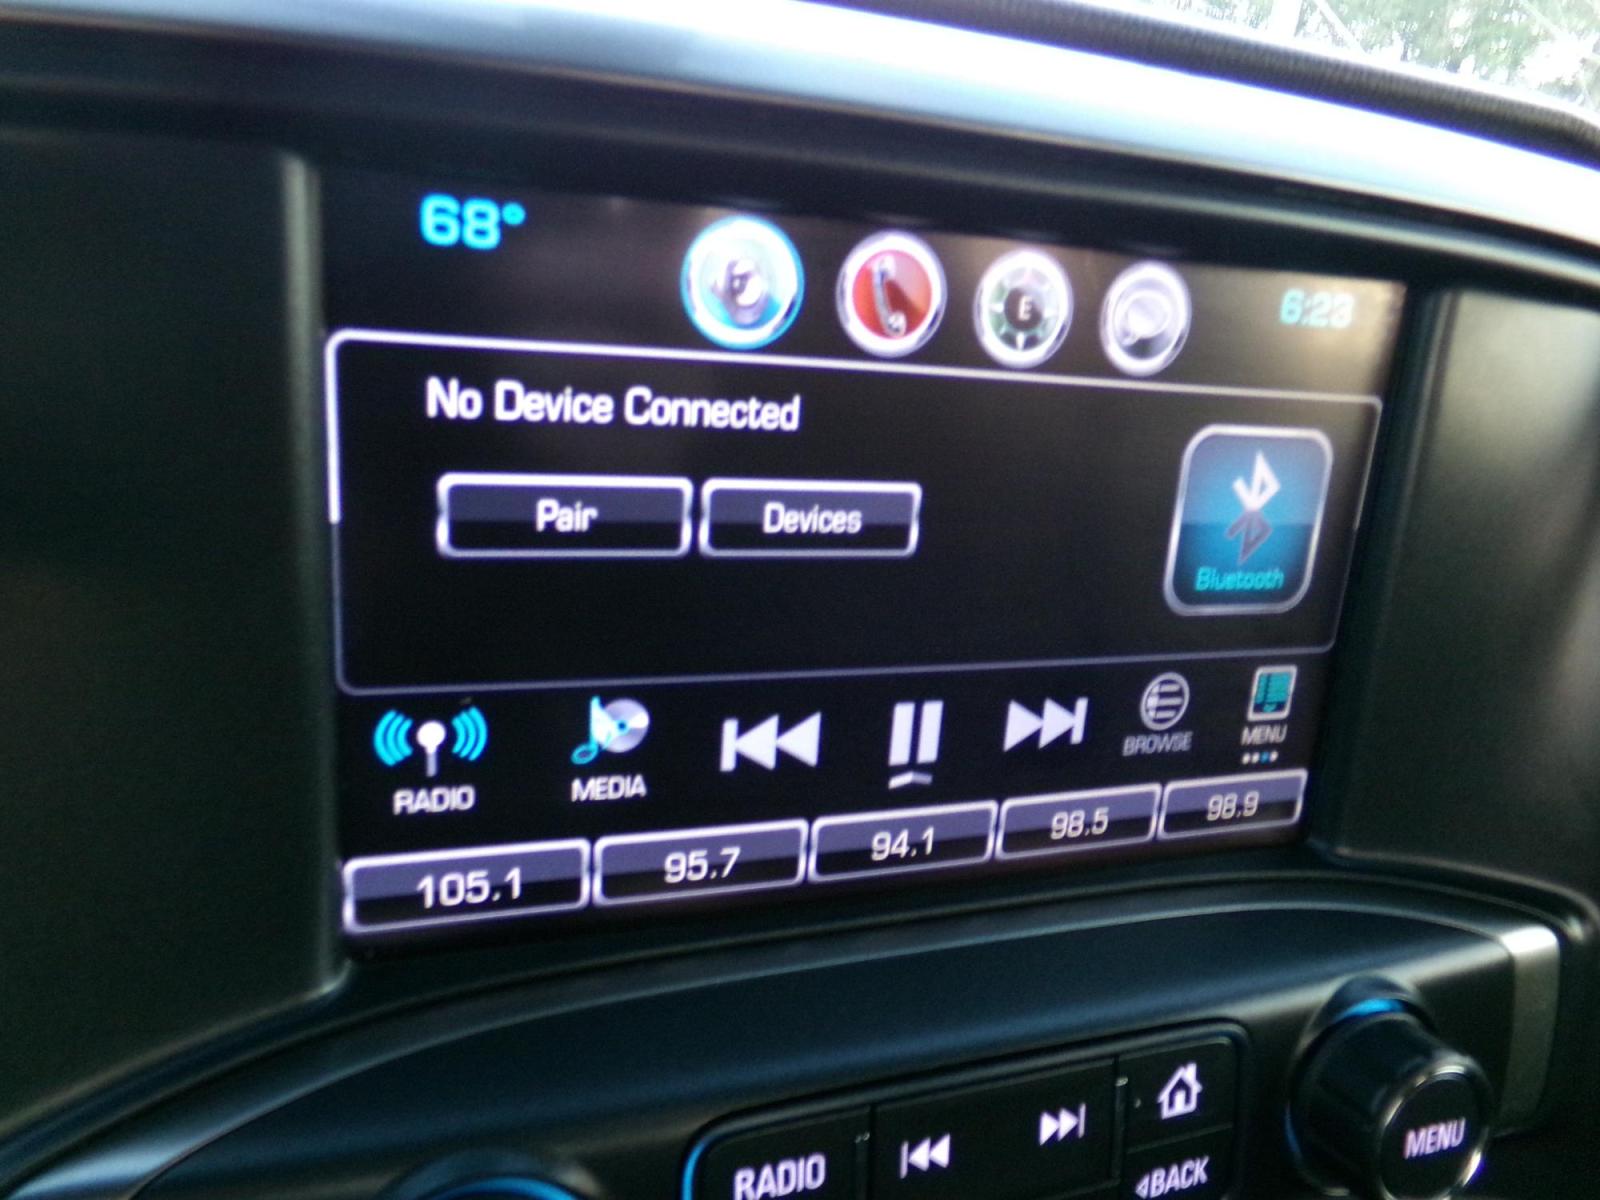 68°
E
6:23
No Device Connected
Pair
Devices
Bluetooth
RADIO
MEDIA
BROWSE
MENU
105.1
95.7
94.1
98.5
98.9
RADIO
BACK
MENU